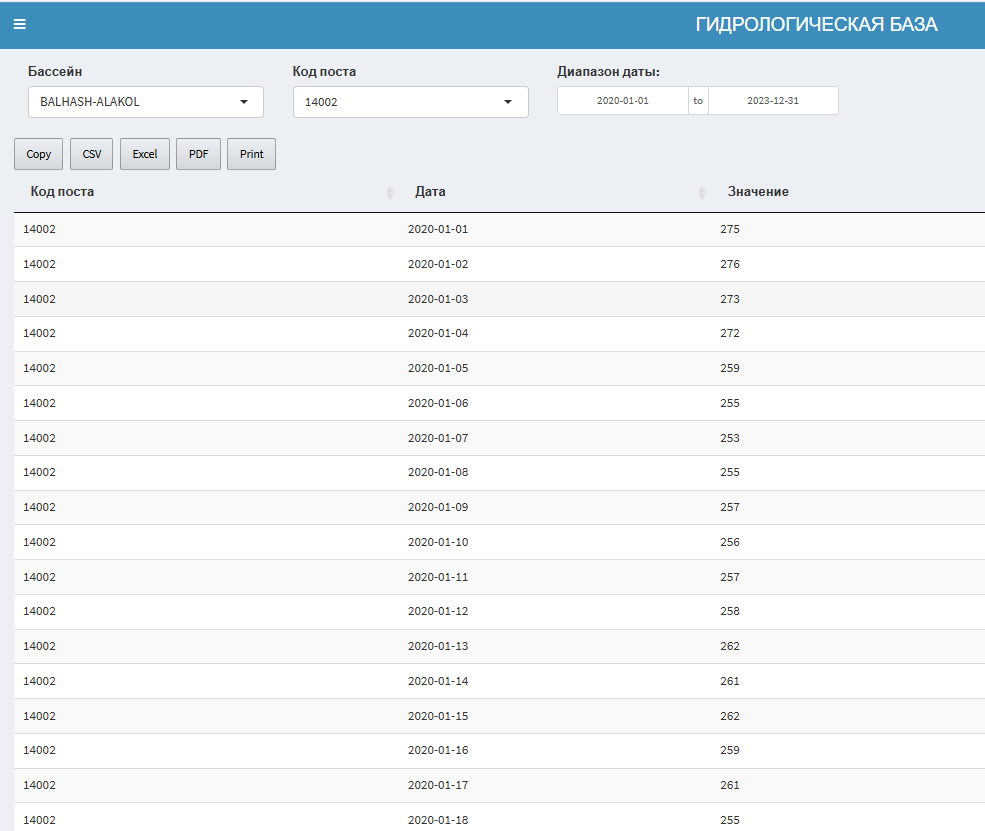 ГИДРОЛОГИЧЕСКАЯ БАЗА
Бассейн Код поста Диапазон даты:
BALHASH-ALAKOL 14002 2020-01-01 to 2023-12-31
Copy CSV Excel PDF Print
Код поста Дата Значение
14002 2020-01-01 275
14002 2020-01-02 276
14002 2020-01-03 273
14002 2020-01-04 272
14002 2020-01-05 259
14002 2020-01-06 255
14002 2020-01-07 253
14002 2020-01-08 255
14002 2020-01-09 257
14002 2020-01-10 256
14002 2020-01-11 257
14002 2020-01-12 258
14002 2020-01-13 262
14002 2020-01-14 261
14002 2020-01-15 262
14002 2020-01-16 259
14002 2020-01-17 261
14002 2020-01-18 255